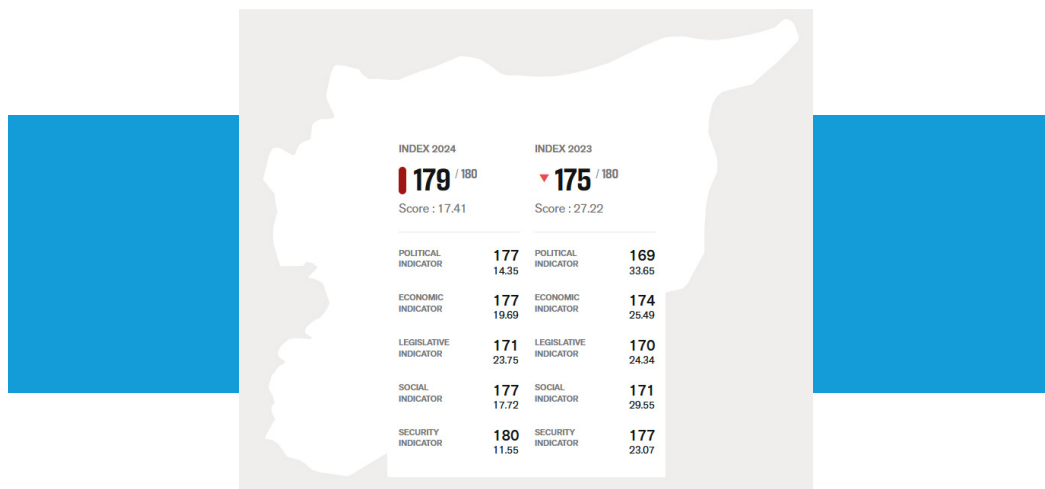 INDEX 2024 INDEX 2023
179 / 180 175 / 180
Score : 17.41 Score : 27.22
POLITICAL INDICATOR 177 14.35 POLITICAL INDICATOR 169 33.65
ECONOMIC INDICATOR 177 19.69 ECONOMIC INDICATOR 174 25.49
LEGISLATIVE INDICATOR 171 23.75 LEGISLATIVE INDICATOR 170 24.34
SOCIAL INDICATOR 177 17.72 SOCIAL INDICATOR 171 29.55
SECURITY INDICATOR 180 11.55 SECURITY INDICATOR 177 23.07